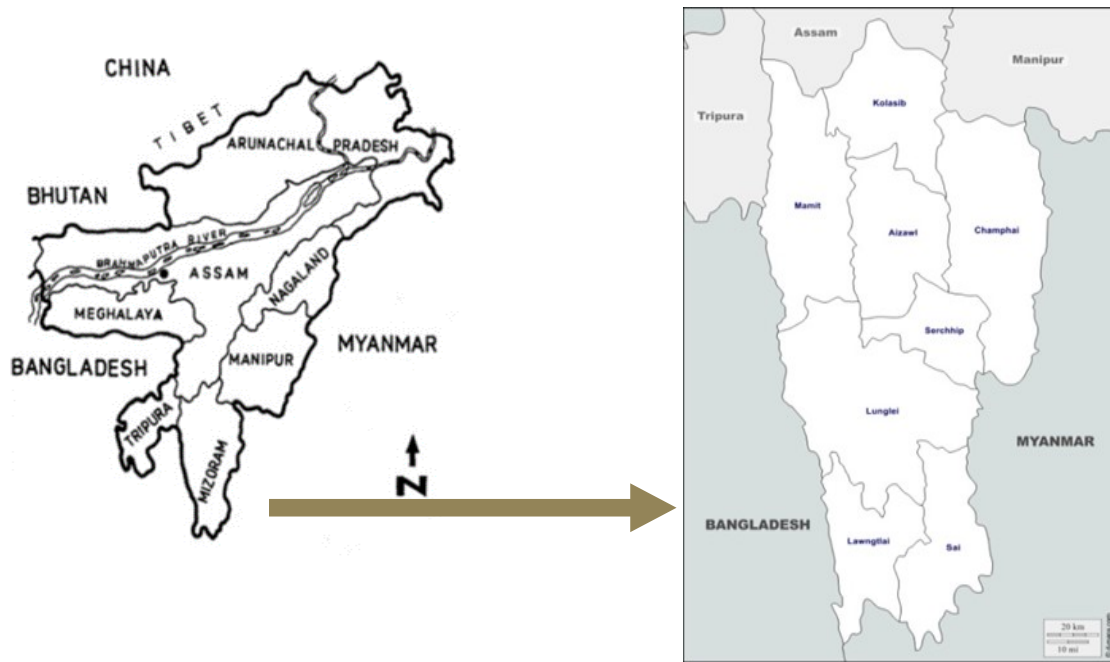 CHINA
TIBET
ARUNACHAL PRADESH
BHUTAN
BRAHMAPUTRA RIVER
ASSAM
NAGALAND
MEGHALAYA
MANIPUR
MYANMAR
BANGLADESH
TRIPURA
MIZORAM
N
Assam
Manipur
Tripura
Kolasib
Mamit
Aizawl
Champhai
Serchhip
Lunglei
MYANMAR
BANGLADESH
Lawngtlai
Sai
20 km
10 mi